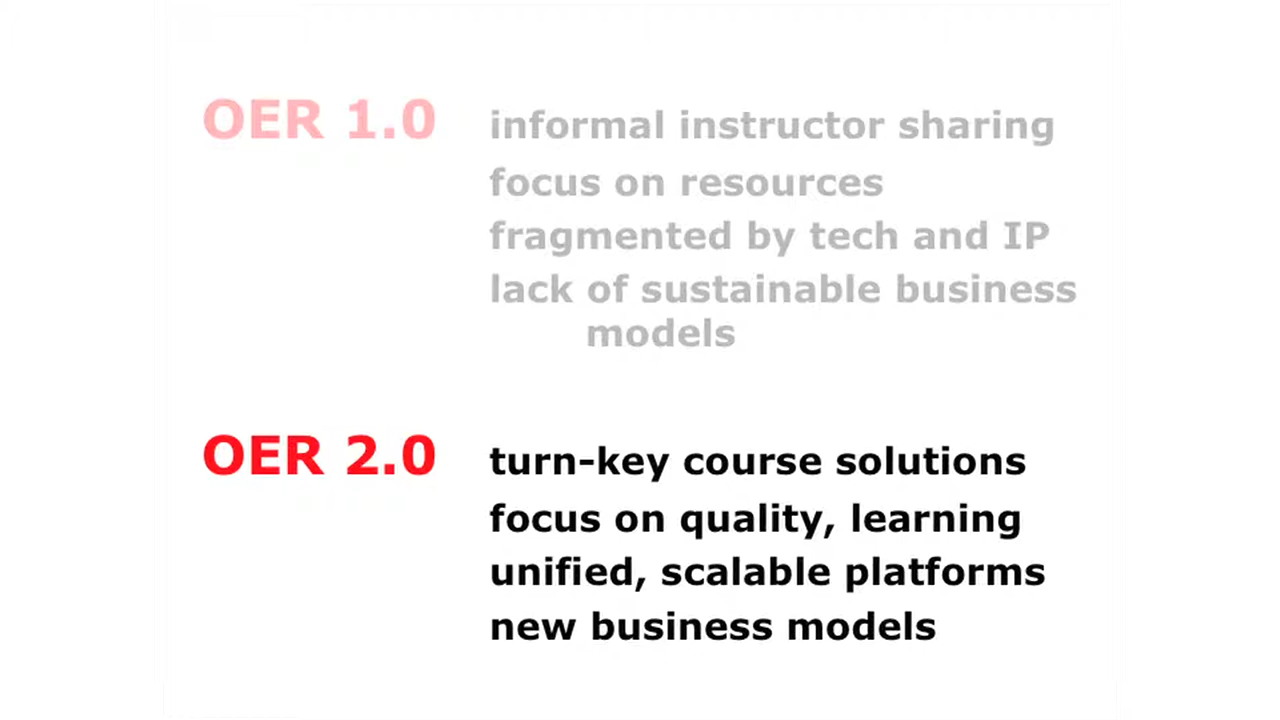 OER 1.0 informal instructor sharing
focus on resources
fragmented by tech and IP
lack of sustainable business
models
OER 2.0 turn-key course solutions
focus on quality, learning
unified, scalable platforms
new business models